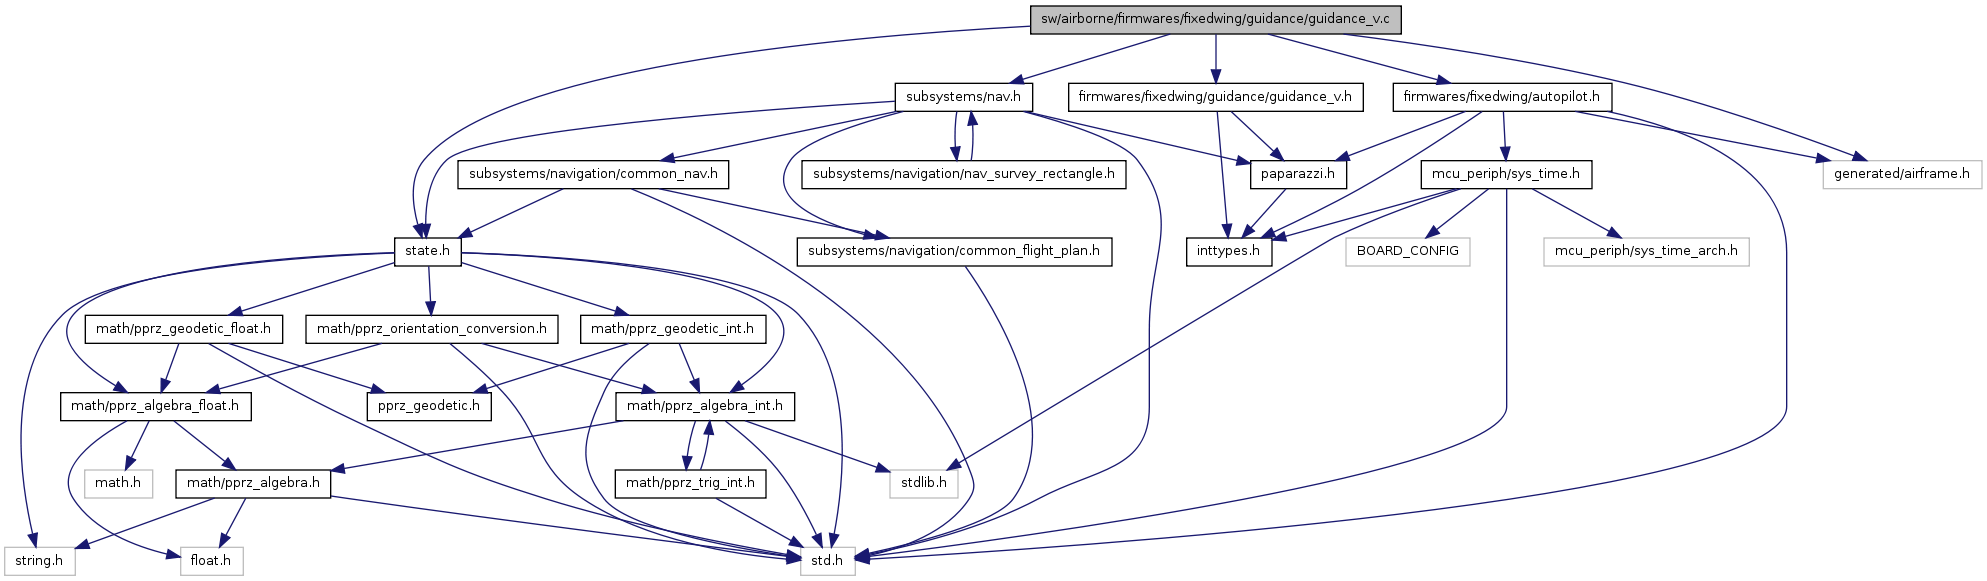 sw/airborne/firmwares/fixedwing/guidance/guidance_v.c
subsystems/nav.h
firmwares/fixedwing/guidance/guidance_v.h
firmwares/fixedwing/autopilot.h
subsystems/navigation/common_nav.h
subsystems/navigation/nav_survey_rectangle.h
paparazzi.h
mcu_periph/sys_time.h
generated/airframe.h
state.h
subsystems/navigation/common_flight_plan.h
inttypes.h
BOARD_CONFIG
mcu_periph/sys_time_arch.h
math/pprz_geodetic_float.h
math/pprz_orientation_conversion.h
math/pprz_geodetic_int.h
math/pprz_algebra_float.h
pprz_geodetic.h
math/pprz_algebra_int.h
math.h
math/pprz_algebra.h
math/pprz_trig_int.h
stdlib.h
string.h
float.h
std.h